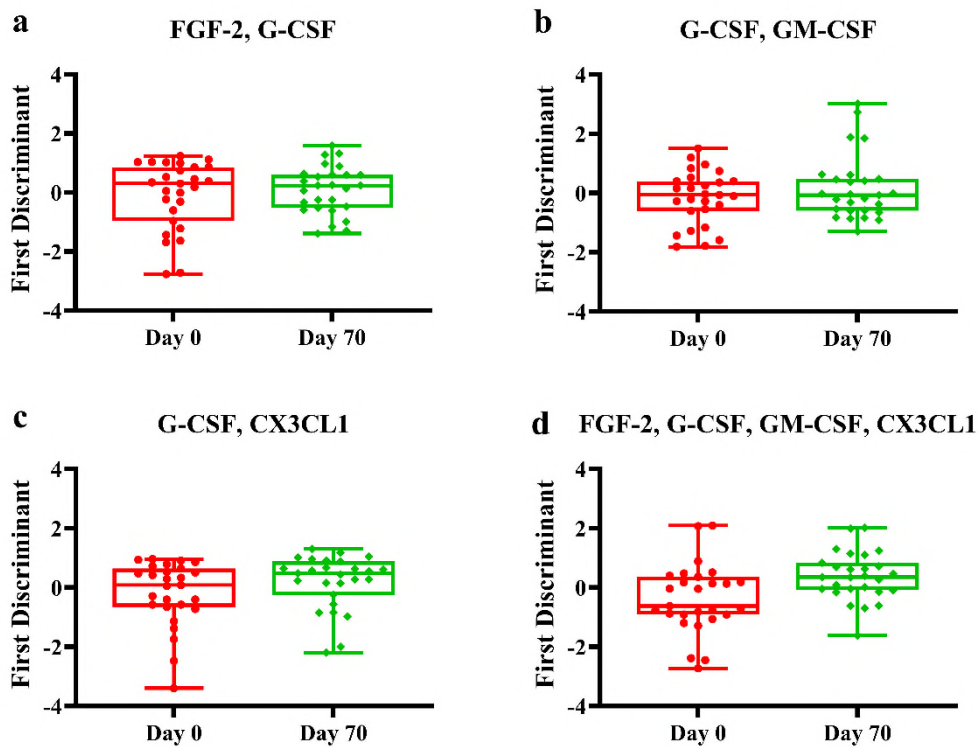 a
FGF-2, G-CSF
First Discriminant
4
2
0
-2
-4
Day 0
Day 70
b
G-CSF, GM-CSF
First Discriminant
4
2
0
-2
-4
Day 0
Day 70
c
G-CSF, CX3CL1
First Discriminant
4
2
0
-2
-4
Day 0
Day 70
d
FGF-2, G-CSF, GM-CSF, CX3CL1
First Discriminant
4
2
0
-2
-4
Day 0
Day 70